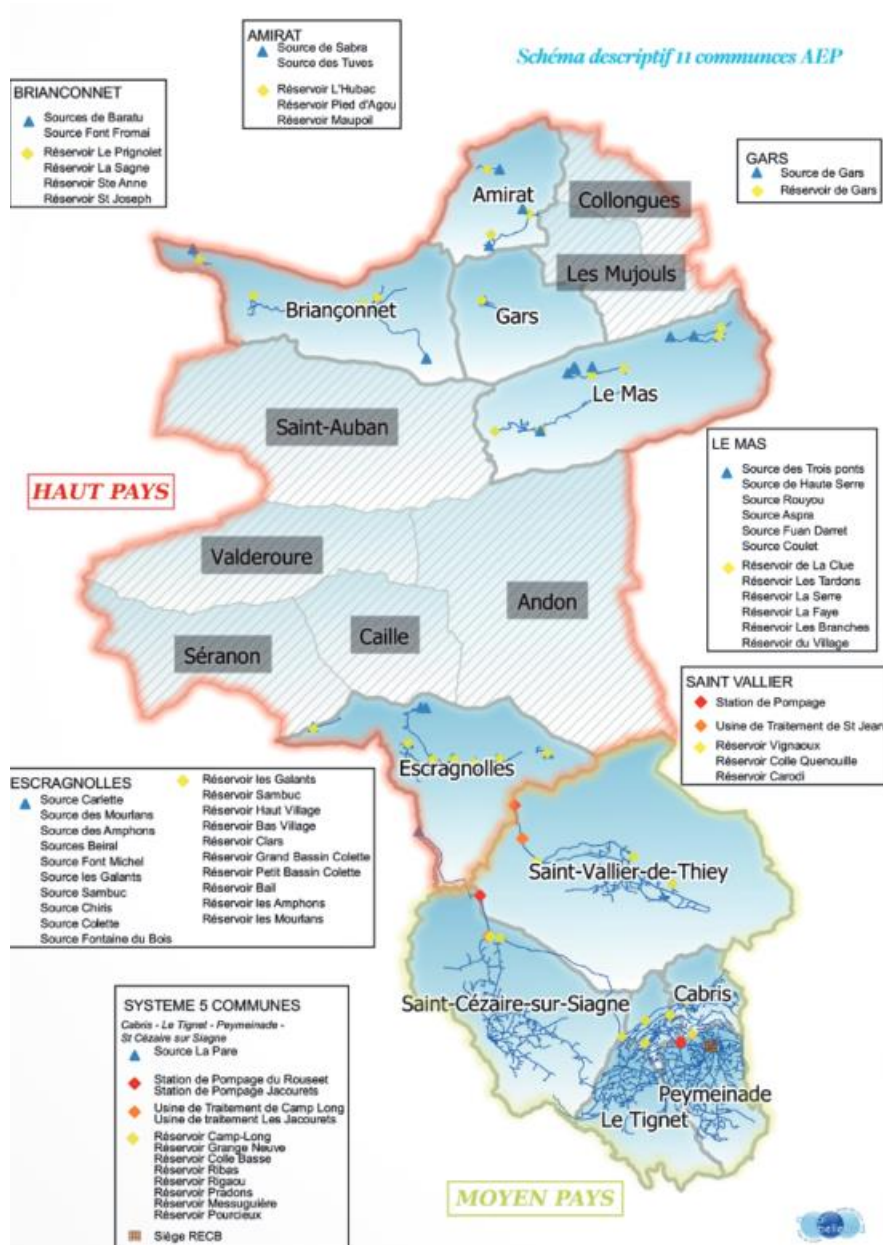 Schéma descriptif 11 communces AEP
AMIRAT
Source de Sabra
Source des Tuves
Réservoir L'Hubac
Réservoir Pied d'Agou
Réservoir Maupoil
BRIANCONNET
Sources de Baratu
Source Font Fromai
Réservoir Le Prignolet
Réservoir La Sagne
Réservoir Ste Anne
Réservoir St Joseph
GARS
Source de Gars
Réservoir de Gars
Amirat
Collongues
Les Mujouls
Briançonnet
Gars
Le Mas
Saint-Auban
HAUT PAYS
LE MAS
Source des Trois ponts
Source de Haute Serre
Source Rouyou
Source Aspra
Source Fuan Darret
Source Coulet
Réservoir de La Clue
Réservoir Les Tardons
Réservoir La Serre
Réservoir La Faye
Réservoir Les Branches
Réservoir du Village
Valderoure
Andon
Caille
Séranon
SAINT VALLIER
Station de Pompage
Usine de Traitement de St Jean
Réservoir Vignaoux
Réservoir Colle Quenouille
Réservoir Carodi
Escragnolles
ESCRAGNOLLES
Source Carlette
Source des Mourlans
Source des Amphons
Sources Beiral
Source Font Michel
Source les Galants
Source Sambuc
Source Chiris
Source Colette
Source Fontaine du Bois
Réservoir les Galants
Réservoir Sambuc
Réservoir Haut Village
Réservoir Bas Village
Réservoir Clars
Réservoir Grand Bassin Colette
Réservoir Petit Bassin Colette
Réservoir Bail
Réservoir les Amphons
Réservoir les Mourlans
Saint-Vallier-de-Thiey
Saint-Cézaire-sur-Siagne
Cabris
Peymeinade
Le Tignet
SYSTEME 5 COMMUNES
Cabris - Le Tignet - Peymeinade -
St Cézaire sur Siagne
Source La Pare
Station de Pompage du Rouseet
Station de Pompage Jacourets
Usine de Traitement de Camp Long
Usine de traitement Les Jacourets
Réservoir Camp-Long
Réservoir Grange Neuve
Réservoir Colle Basse
Réservoir Ribas
Réservoir Rigaou
Réservoir Pradons
Réservoir Messuguière
Réservoir Pourcieux
Siège RECB
MOYEN PAYS